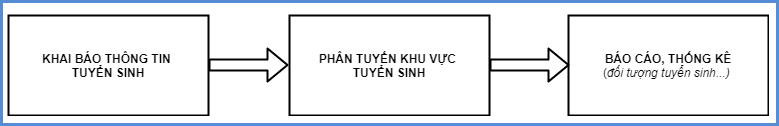 KHAI BÁO THÔNG TIN
TUYỂN SINH
PHÂN TUYẾN KHU VỰC
TUYỂN SINH
BÁO CÁO, THỐNG KÊ
(đối tượng tuyển sinh...)